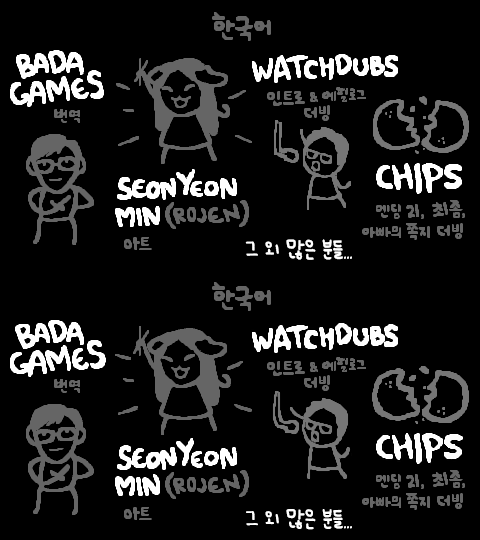 한국어
BADA
GAMES
번역
SEONYEON
MIN (ROJEN)
아트
WATCHDUBS
인트로 & 에필로그
더빙
CHIPS
엔딩 리, 최종,
아빠의 쪽지 더빙
그 외 많은 분들...
한국어
BADA
GAMES
번역
SEONYEON
MIN (ROJEN)
아트
WATCHDUBS
인트로 & 에필로그
더빙
CHIPS
엔딩 리, 최종,
아빠의 쪽지 더빙
그 외 많은 분들...